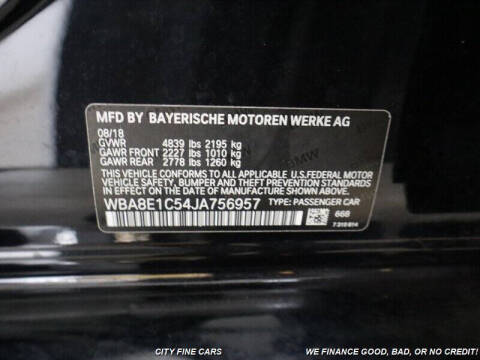 MFD BY BAYERISCHE MOTOREN WERKE AG
08/18
GVWR 4839 lbs 2195 kg
GAWR FRONT 2227 lbs 1010 kg
GAWR REAR 2778 lbs 1260 kg
THIS VEHICLE CONFORMS TO ALL APPLICABLE U.S.FEDERAL MOTOR
VEHICLE SAFETY, BUMPER, AND THEFT PREVENTION STANDARDS
IN EFFECT ON THE DATE OF MANUFACTURE SHOWN ABOVE.
WBA8E1C54JA756957 TYPE: PASSENGER CAR
668
7 319 614
CITY FINE CARS WE FINANCE GOOD, BAD, OR NO CREDIT!